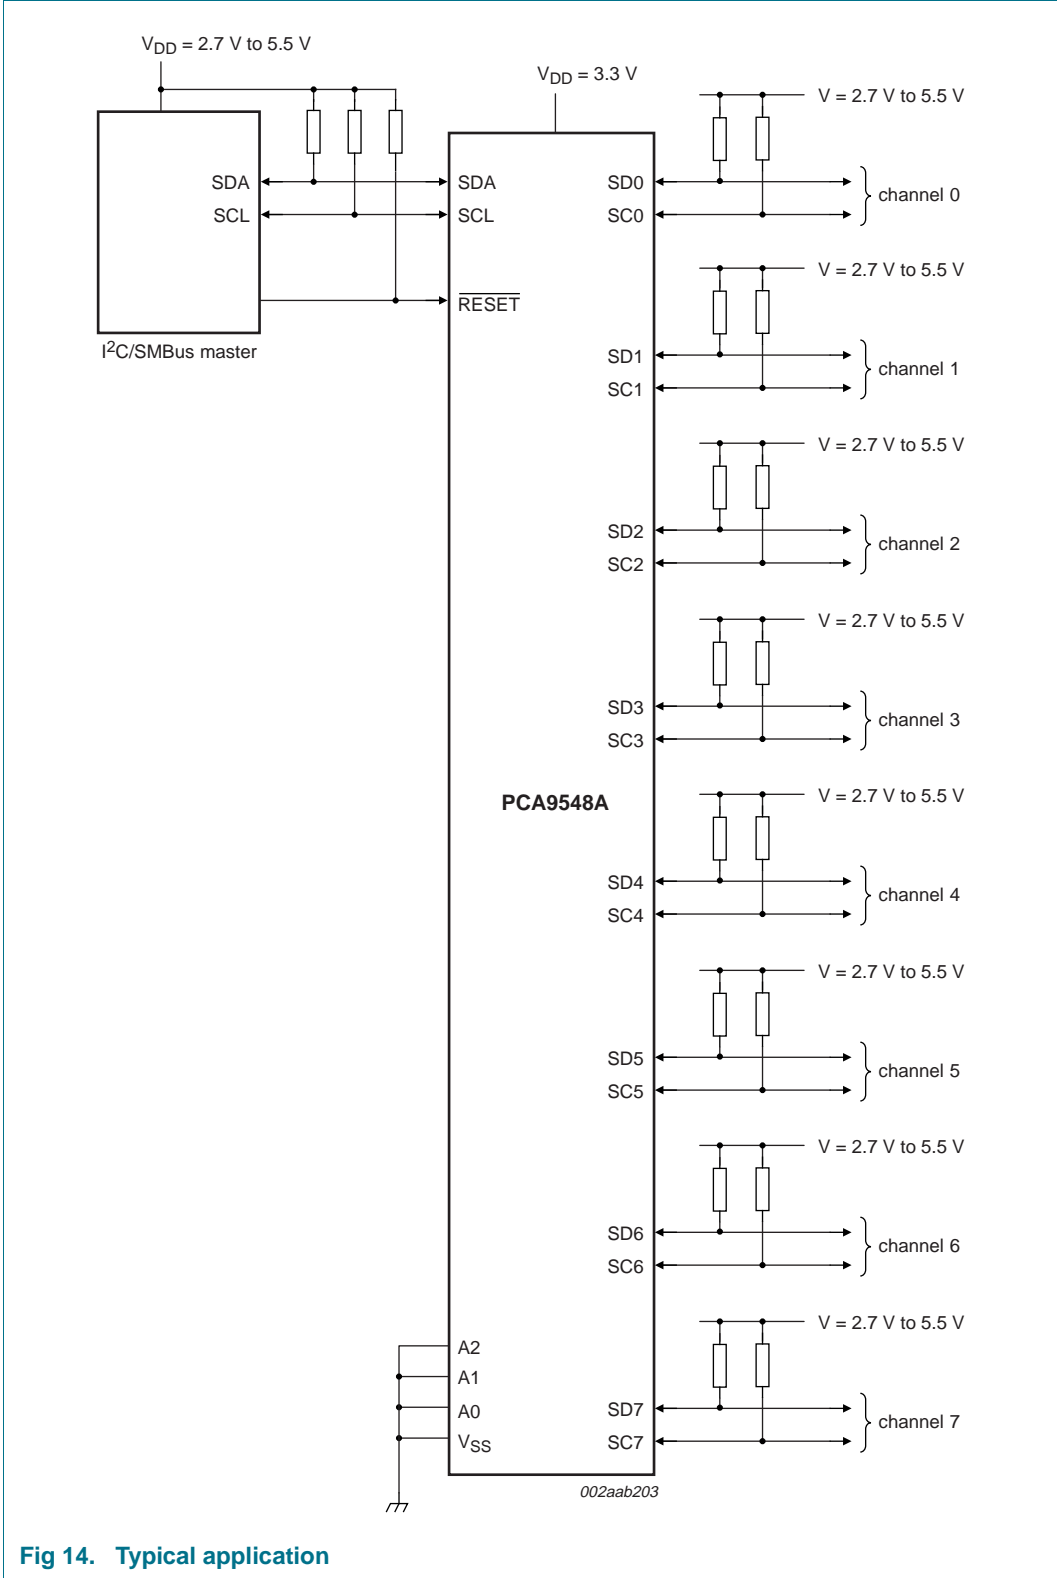 VDD = 2.7 V to 5.5 V
VDD = 3.3 V
V = 2.7 V to 5.5 V
SDA
SDA
SD0
SCL
SCL
SC0
channel 0
RESET
I2C/SMBus master
V = 2.7 V to 5.5 V
SD1
SC1
channel 1
V = 2.7 V to 5.5 V
SD2
SC2
channel 2
V = 2.7 V to 5.5 V
SD3
SC3
channel 3
PCA9548A
V = 2.7 V to 5.5 V
SD4
SC4
channel 4
V = 2.7 V to 5.5 V
SD5
SC5
channel 5
V = 2.7 V to 5.5 V
SD6
SC6
channel 6
V = 2.7 V to 5.5 V
A2
A1
A0
VSS
SD7
SC7
channel 7
002aab203
Fig 14. Typical application